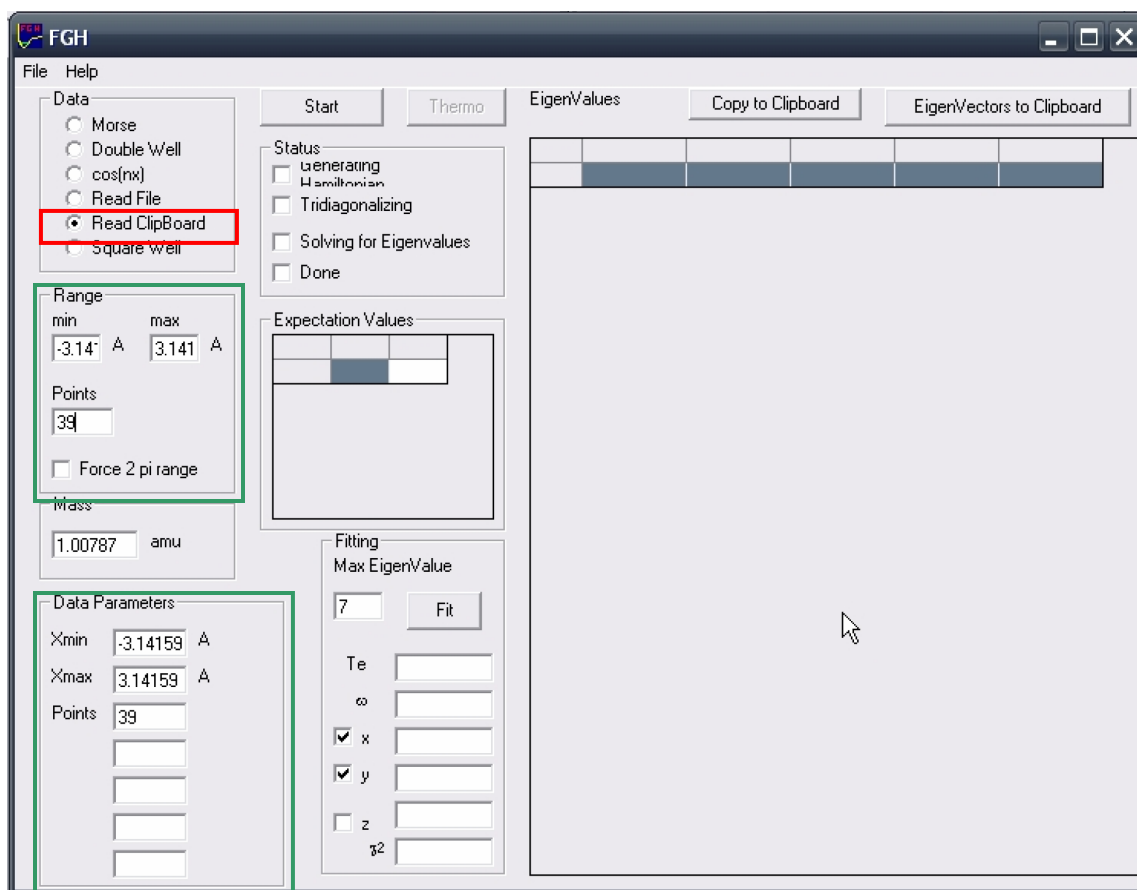 FGH
File Help
Data
Morse
Double Well
cos(nx)
Read File
Read ClipBoard
Square Well
Start
Thermo
Status
Generating
Hamiltonian
Tridiagonalizing
Solving for Eigenvalues
Done
EigenValues
Copy to Clipboard
EigenVectors to Clipboard
Range
min max
-3.141 A 3.141 A
Points
39
Force 2 pi range
Mass
1.00787 amu
Expectation Values
Data Parameters
Xmin -3.14159 A
Xmax 3.14159 A
Points 39
Fitting
Max EigenValue
7 Fit
Te
ω
x
y
z